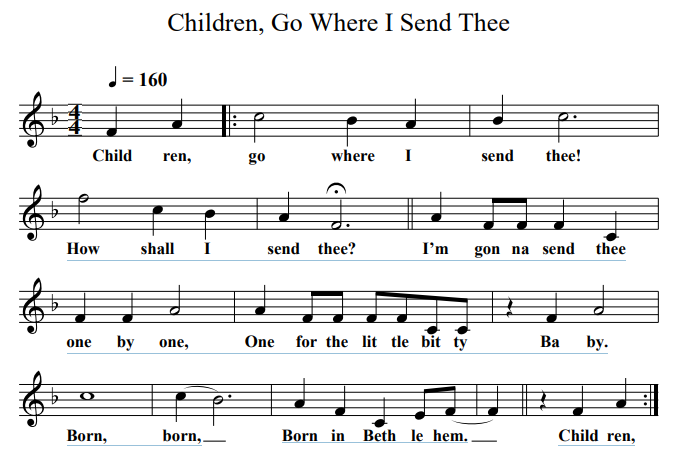 Children, Go Where I Send Thee
♩ = 160
4
4
Child ren, go where I send thee!
How shall I send thee? I'm gon na send thee
one by one, One for the lit tle bit ty Ba by.
Born, born, Born in Beth le hem. Child ren,